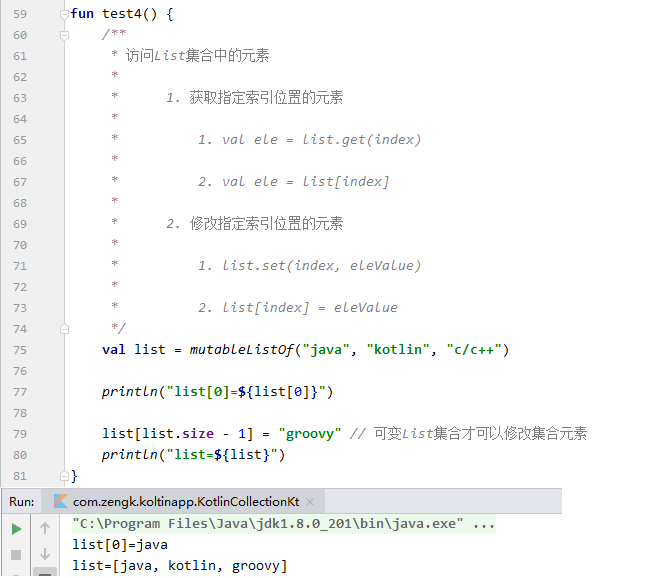 59 fun test4() {
60 /**
61 * 访问List集合中的元素
62 *
63 * 1. 获取指定索引位置的元素
64 *
65 * 1. val ele = list.get(index)
66 *
67 * 2. val ele = list[index]
68 *
69 * 2. 修改指定索引位置的元素
70 *
71 * 1. list.set(index, eleValue)
72 *
73 * 2. list[index] = eleValue
74 */
75 val list = mutableListOf("java", "kotlin", "c/c++")
76
77 println("list[0]=${list[0]}")
78
79 list[list.size - 1] = "groovy" // 可变List集合才可以修改集合元素
80 println("list=${list}")
81 }
Run: com.zengk.koltinapp.KotlinCollectionKt ×
"C:\Program Files\Java\jdk1.8.0_201\bin\java.exe" ...
list[0]=java
list=[java, kotlin, groovy]